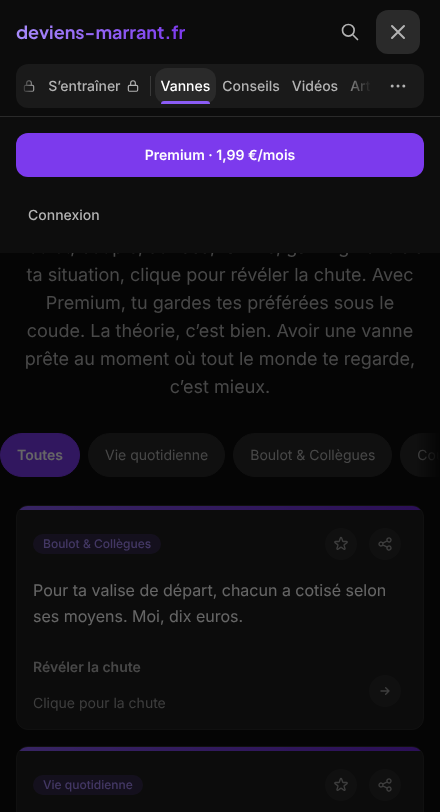 deviens-marrant.fr
S'entraîner
Vannes
Conseils
Vidéos
Art
Premium · 1,99 €/mois
Connexion
ta situation, clique pour révéler la chute. Avec
Premium, tu gardes tes préférées sous le
coude. La théorie, c'est bien. Avoir une vanne
prête au moment où tout le monde te regarde,
c'est mieux.
Toutes
Vie quotidienne
Boulot & Collègues
Boulot & Collègues
Pour ta valise de départ, chacun a cotisé selon
ses moyens. Moi, dix euros.
Révéler la chute
Clique pour la chute
Vie quotidienne